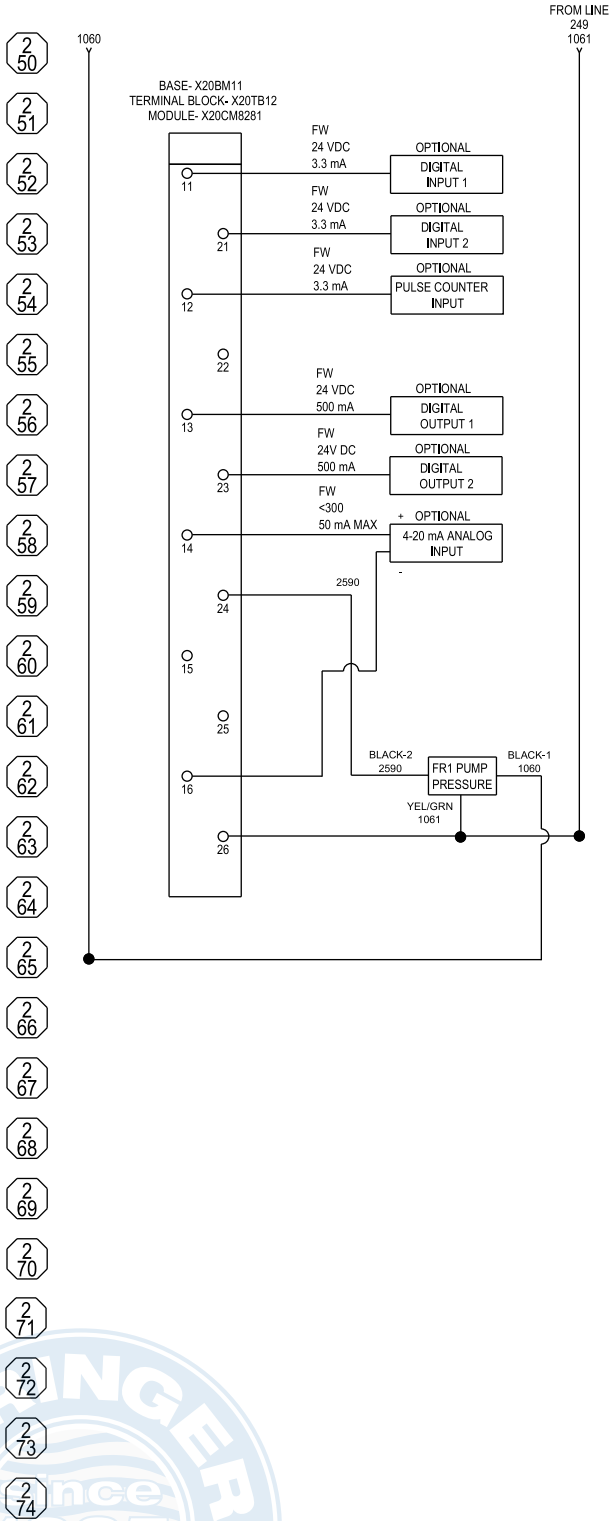 FROM LINE
249
1061
1060
2
50
BASE- X20BM11
TERMINAL BLOCK- X20TB12
MODULE- X20CM8281
2
51
FW
24 VDC
3.3 mA
OPTIONAL
DIGITAL
INPUT 1
11
2
52
FW
24 VDC
3.3 mA
OPTIONAL
DIGITAL
INPUT 2
21
2
53
FW
24 VDC
3.3 mA
OPTIONAL
PULSE COUNTER
INPUT
12
2
54
22
2
55
FW
24 VDC
500 mA
OPTIONAL
DIGITAL
OUTPUT 1
13
2
56
FW
24V DC
500 mA
OPTIONAL
DIGITAL
OUTPUT 2
23
2
57
FW
<300
50 mA MAX
+ OPTIONAL
4-20 mA ANALOG
INPUT
-
14
2
58
2590
24
2
59
15
2
60
25
2
61
BLACK-2
2590
FR1 PUMP
PRESSURE
BLACK-1
1060
16
2
62
YEL/GRN
1061
26
2
63
2
64
2
65
2
66
2
67
2
68
2
69
2
70
2
71
2
72
2
73
2
74
since